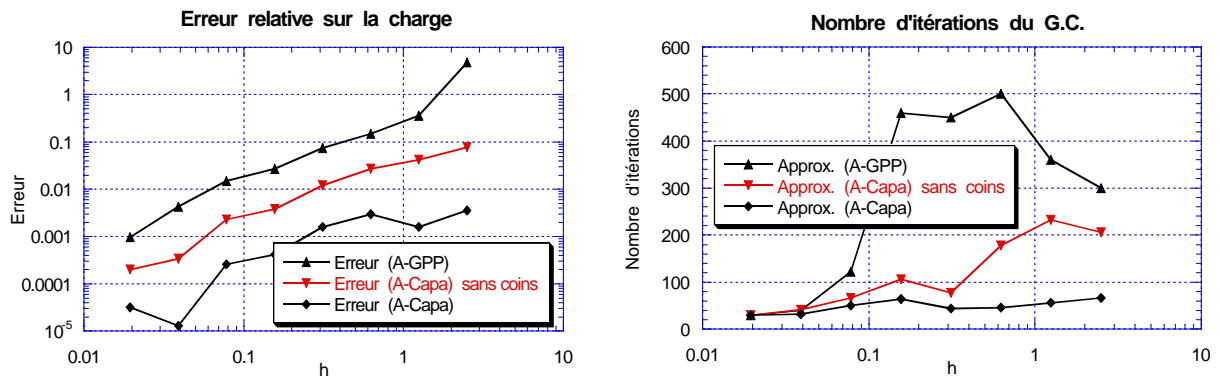 Erreur relative sur la charge
10
1
0.1
0.01
0.001
0.0001
10-5
Erreur
0.01
0.1
1
10
h
Erreur (A-GPP)
Erreur (A-Capa) sans coins
Erreur (A-Capa)
Nombre d'itérations du G.C.
600
500
400
300
200
100
0
Nombre d'itérations
0.01
0.1
1
10
h
Approx. (A-GPP)
Approx. (A-Capa) sans coins
Approx. (A-Capa)